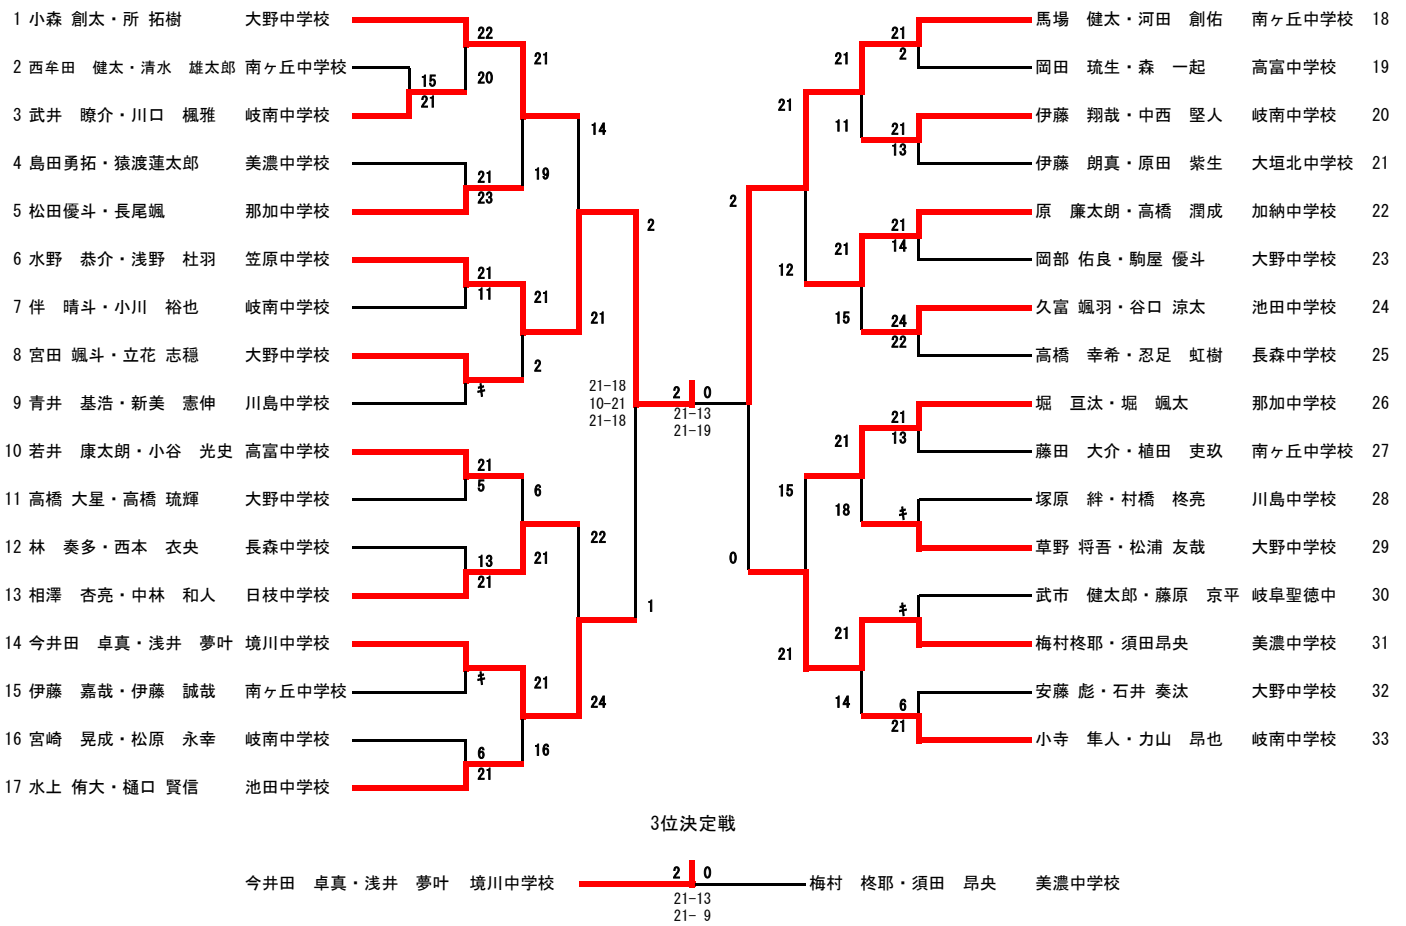 1 小森 創太・所 拓樹 大野中学校
22
21
2 西牟田 健太・清水 雄太郎 南ヶ丘中学校
15
20
21
3 武井 瞭介・川口 楓雅 岐南中学校
14
4 島田勇拓・猿渡蓮太郎 美濃中学校
21
19
23
5 松田優斗・長尾颯 那加中学校
2
6 水野 恭介・浅野 杜羽 笠原中学校
21
11
21
7 伴 晴斗・小川 裕也 岐南中学校
21
8 宮田 颯斗・立花 志穏 大野中学校
2
キ
9 青井 基浩・新美 憲伸 川島中学校
21-18
10-21
21-18
10 若井 康太朗・小谷 光史 高富中学校
21
5
6
11 高橋 大星・高橋 琉輝 大野中学校
22
12 林 奏多・西本 衣央 長森中学校
13
21
21
13 相澤 杏亮・中林 和人 日枝中学校
1
14 今井田 卓真・浅井 夢叶 境川中学校
キ
21
15 伊藤 嘉哉・伊藤 誠哉 南ヶ丘中学校
24
16 宮崎 晃成・松原 永幸 岐南中学校
6
16
21
17 水上 侑大・樋口 賢信 池田中学校
2 0
21-13
21-19
馬場 健太・河田 創佑 南ヶ丘中学校 18
21
2
21
岡田 琉生・森 一起 高富中学校 19
21
伊藤 翔哉・中西 堅人 岐南中学校 20
21
11
13
伊藤 朗真・原田 紫生 大垣北中学校 21
2
原 廉太朗・高橋 潤成 加納中学校 22
21
14
21
岡部 佑良・駒屋 優斗 大野中学校 23
12
久富 颯羽・谷口 涼太 池田中学校 24
24
15
22
高橋 幸希・忍足 虹樹 長森中学校 25
堀 亘汰・堀 颯太 那加中学校 26
21
13
21
藤田 大介・植田 吏玖 南ヶ丘中学校 27
15
塚原 絆・村橋 柊亮 川島中学校 28
キ
18
草野 将吾・松浦 友哉 大野中学校 29
0
武市 健太郎・藤原 京平 岐阜聖徳中 30
キ
21
梅村柊耶・須田昂央 美濃中学校 31
21
安藤 彪・石井 奏汰 大野中学校 32
6
14
21
小寺 隼人・力山 昂也 岐南中学校 33
3位決定戦
今井田 卓真・浅井 夢叶 境川中学校 2 0 梅村 柊耶・須田 昂央 美濃中学校
21-13
21- 9